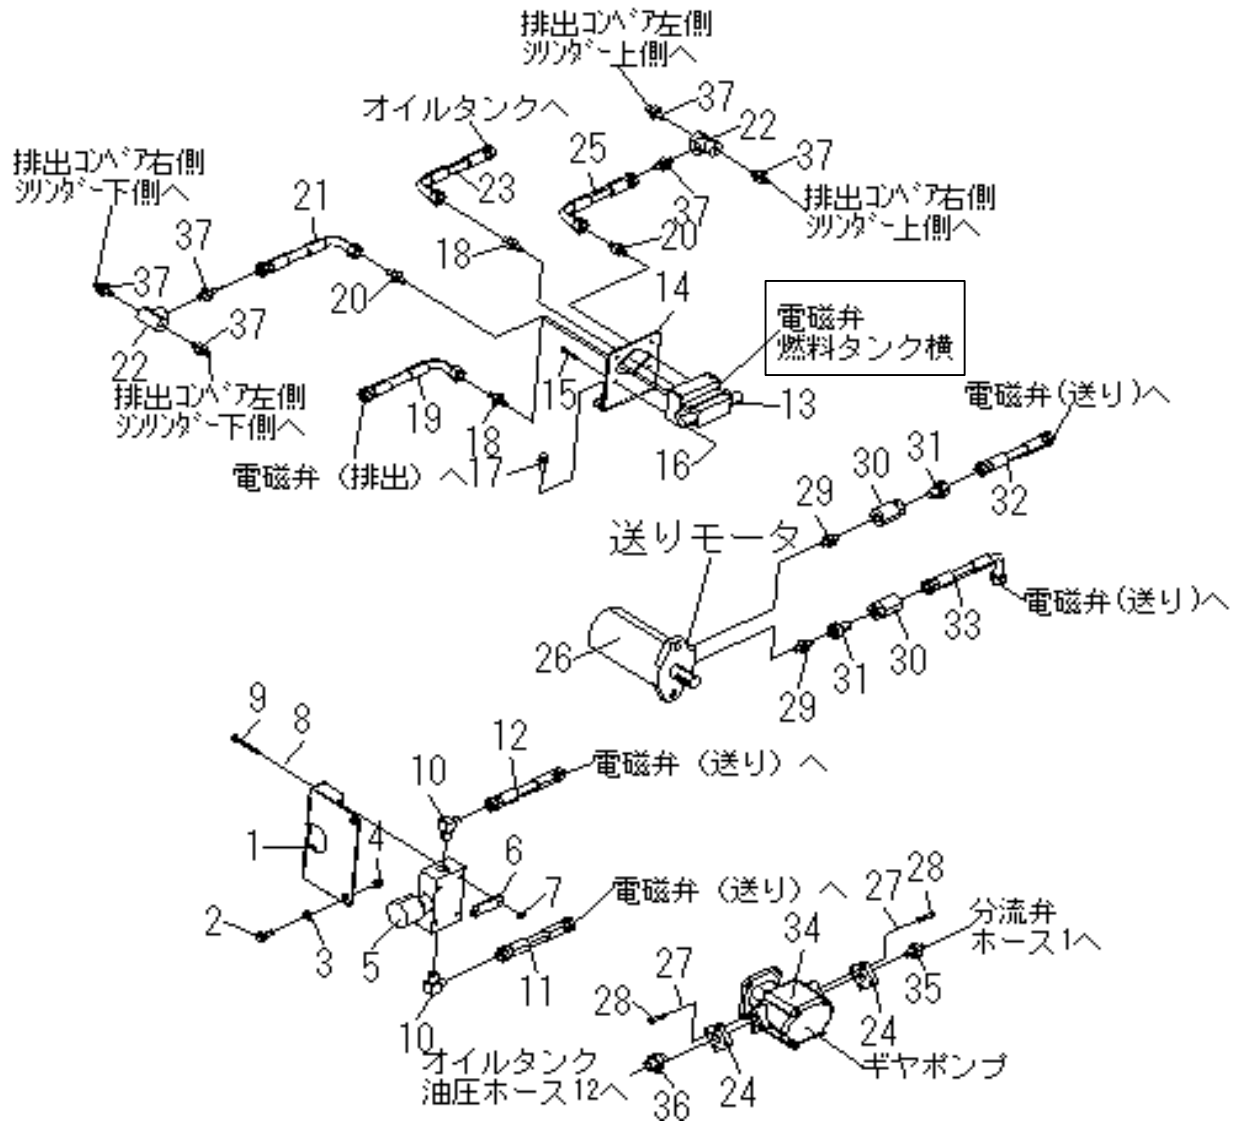 排出コンベア左側
シリンダー上側へ
37
22
オイルタンクへ
25
37
23
排出コンベア右側
シリンダー下側へ
21
37
排出コンベア右側
シリンダー上側へ
37
18
20
37
20
14
電磁弁
燃料タンク横
37
22
15
13
排出コンベア左側
シンリンダー下側へ
19
18
電磁弁(送り)へ
電磁弁（排出）へ
17
16
31
30
32
29
送りモータ
33
電磁弁(送り)へ
26
30
31
29
9
8
12
電磁弁（送り）へ
10
1
4
6
7
電磁弁（送り）へ
28
27
2
3
5
11
34
分流弁
ホース1へ
35
27
28
24
10
オイルタンク
油圧ホース12へ
24
ギヤポンプ
36